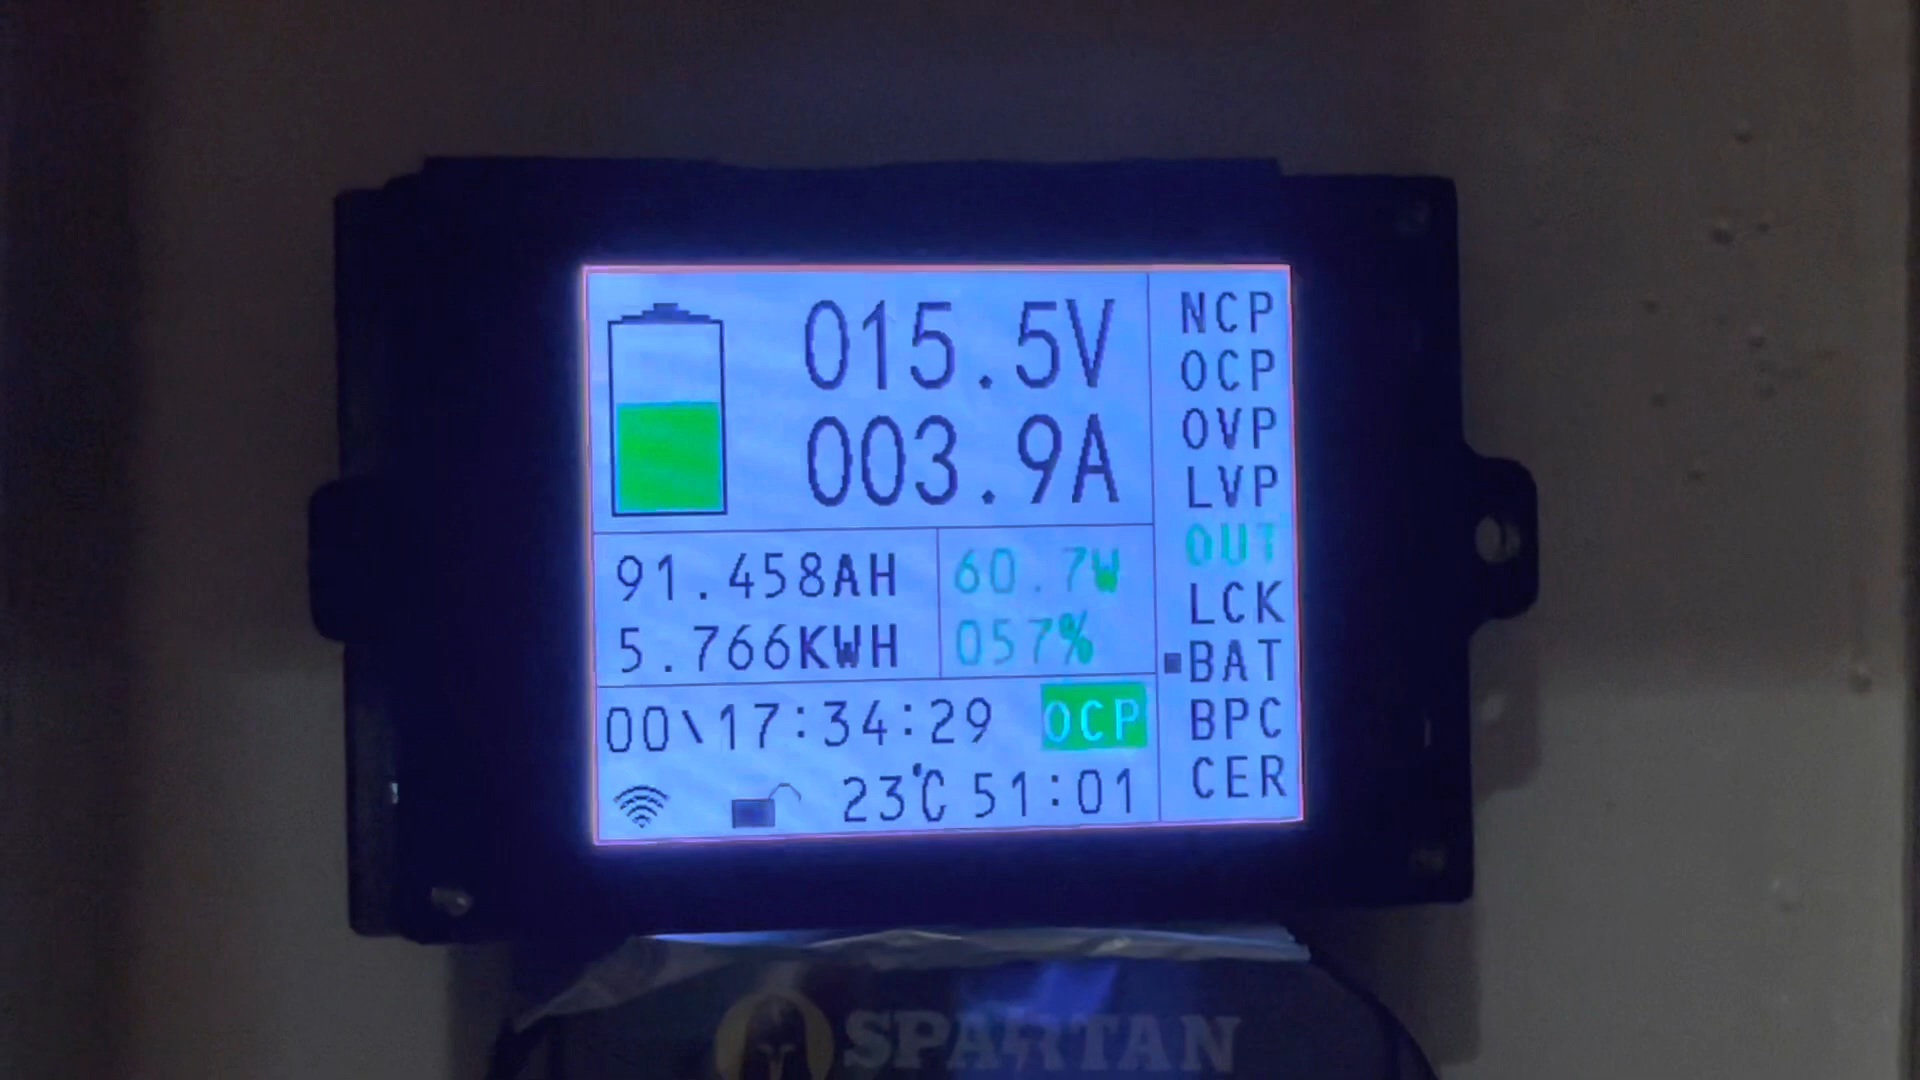 015.5V
003.9A
91.458AH
60.7W
5.766KWH
057%
00\17:34:29
OCP
23℃ 51:01
NCP
OCP
OVP
LVP
OUT
LCK
BAT
BPC
CER
SPARTAN